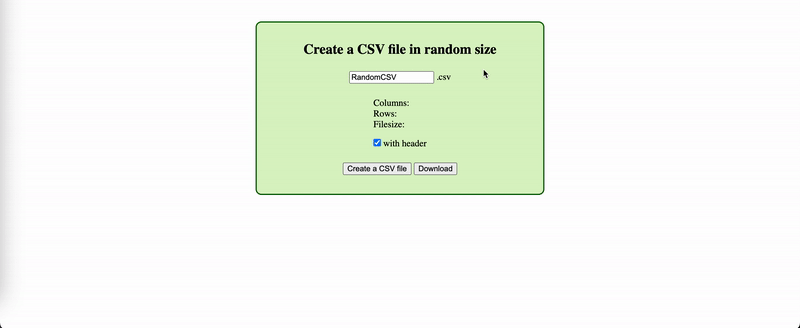 Create a CSV file in random size
RandomCSV .csv
Columns:
Rows:
Filesize:
with header
Create a CSV file Download